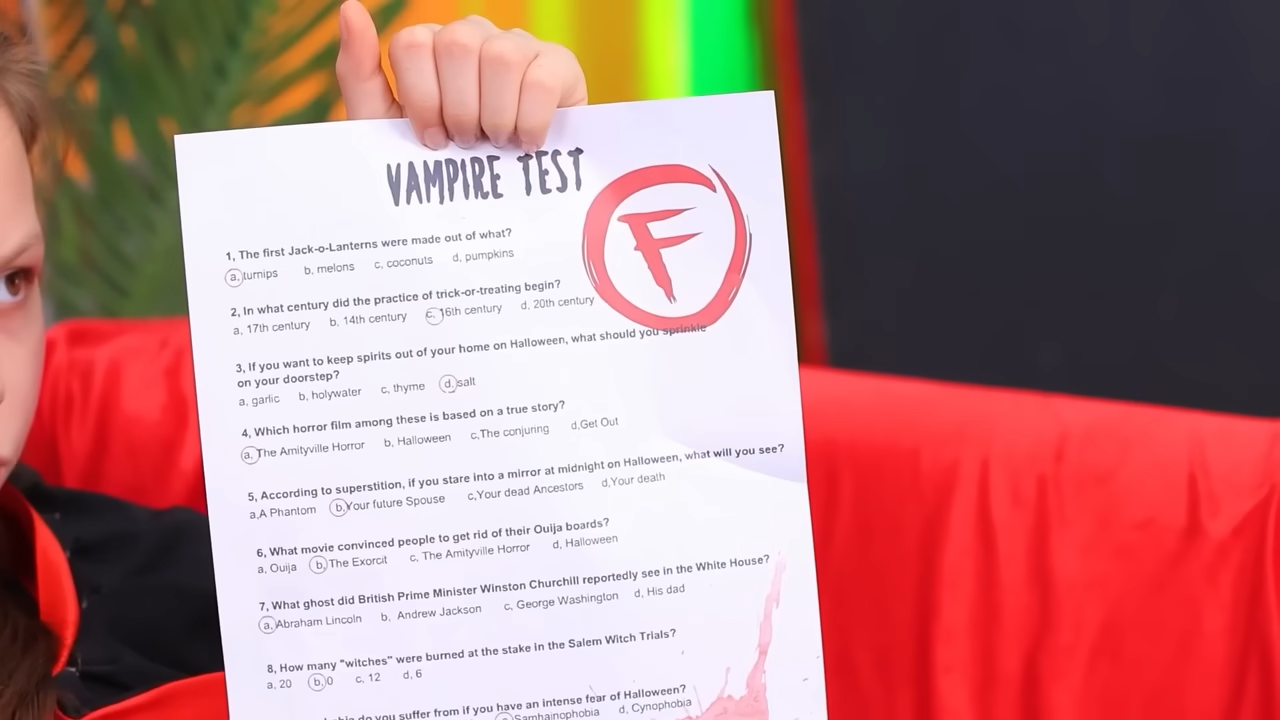 VAMPIRE TEST
F
1, The first Jack-o-Lanterns were made out of what?
a, turnips b, melons c, coconuts d, pumpkins
2, In what century did the practice of trick-or-treating begin?
a, 17th century b, 14th century c, 16th century d, 20th century
3, If you want to keep spirits out of your home on Halloween, what should you sprinkle
on your doorstep?
a, garlic b, holywater c, thyme d, salt
4, Which horror film among these is based on a true story?
a, The Amityville Horror b, Halloween c,The conjuring d,Get Out
5, According to superstition, if you stare into a mirror at midnight on Halloween, what will you see?
a,A Phantom b,Your future Spouse c,Your dead Ancestors d,Your death
6, What movie convinced people to get rid of their Ouija boards?
a, Ouija b, The Exorcit c, The Amityville Horror d, Halloween
7, What ghost did British Prime Minister Winston Churchill reportedly see in the White House?
a, Abraham Lincoln b, Andrew Jackson c, George Washington d, His dad
8, How many "witches" were burned at the stake in the Salem Witch Trials?
a, 20 b, 0 c, 12 d, 6
do you suffer from if you have an intense fear of Halloween?
Samhainophobia d, Cynophobia